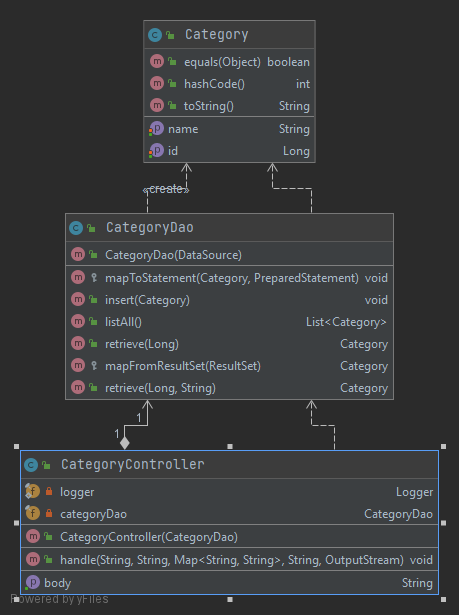 Category
equals(Object) boolean
hashCode() int
toString() String
name String
id Long
«create»
CategoryDao
CategoryDao(DataSource)
mapToStatement(Category, PreparedStatement) void
insert(Category) void
listAll() List<Category>
retrieve(Long) Category
mapFromResultSet(ResultSet) Category
retrieve(Long, String) Category
1
1
CategoryController
logger Logger
categoryDao CategoryDao
CategoryController(CategoryDao)
handle(String, String, Map<String, String>, String, OutputStream) void
body String
Powered by yFiles